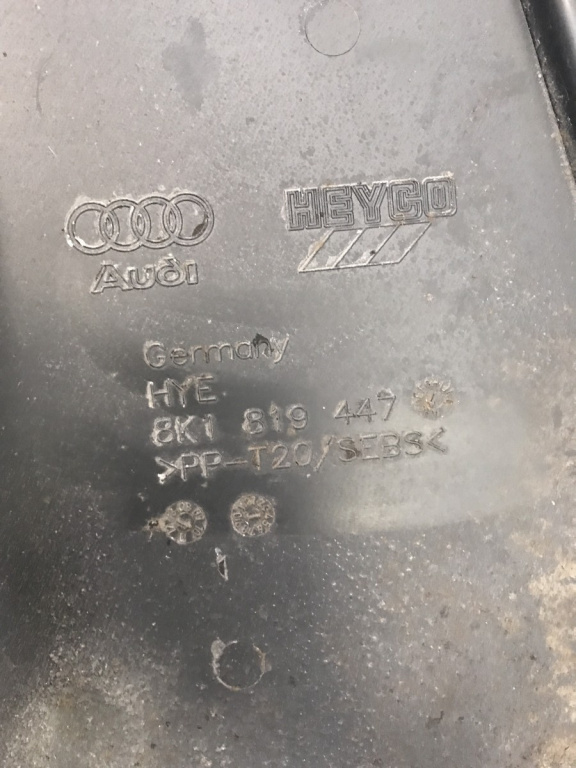 HEYCO
Audi
Germany
HYE
8K1 819 447
>PP-T20/SEBS<